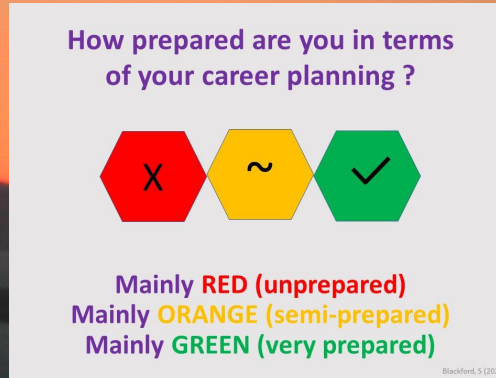 How prepared are you in terms
of your career planning ?
X ~ ✓
Mainly RED (unprepared)
Mainly ORANGE (semi-prepared)
Mainly GREEN (very prepared)
Blackford, S